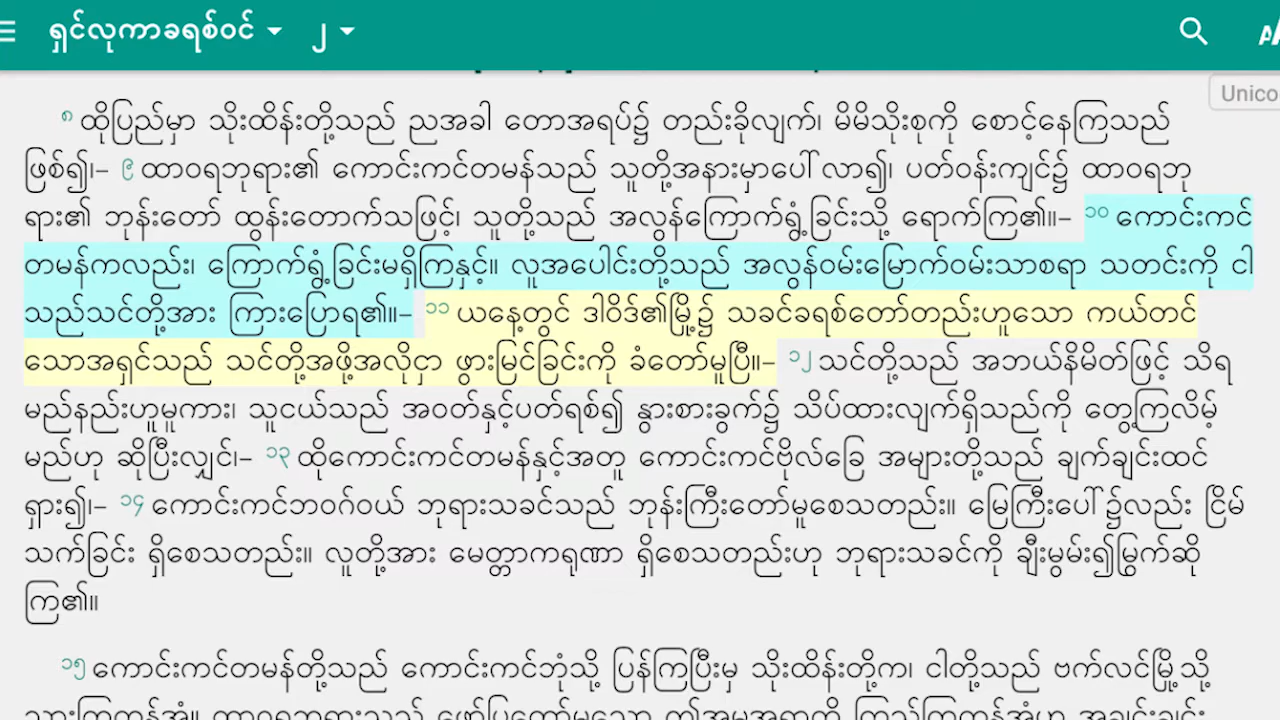 ရှင်လုကာခရစ်ဝင် ၂
Unico
၈ ထိုပြည်မှာ သိုးထိန်းတို့သည် ညအခါ တောအရပ်၌ တည်းခိုလျက်၊ မိမိသိုးစုကို စောင့်နေကြသည်
ဖြစ်၍၊– ၉ ထာဝရဘုရား၏ ကောင်းကင်တမန်သည် သူတို့အနားမှာပေါ်လာ၍၊ ပတ်ဝန်းကျင်၌ ထာဝရဘု
ရား၏ ဘုန်းတော် ထွန်းတောက်သဖြင့်၊ သူတို့သည် အလွန်ကြောက်ရွံ့ခြင်းသို့ ရောက်ကြ၏။– ၁၀ ကောင်းကင်
တမန်ကလည်း၊ ကြောက်ရွံ့ခြင်းမရှိကြနှင့်။ လူအပေါင်းတို့သည် အလွန်ဝမ်းမြောက်ဝမ်းသာစရာ သတင်းကို ငါ
သည်သင်တို့အား ကြားပြောရ၏။– ၁၁ ယနေ့တွင် ဒါဝိဒ်၏မြို့၌ သခင်ခရစ်တော်တည်းဟူသော ကယ်တင်
သောအရှင်သည် သင်တို့အဖို့အလိုငှာ ဖွားမြင်ခြင်းကို ခံတော်မူပြီ။– ၁၂ သင်တို့သည် အဘယ်နိမိတ်ဖြင့် သိရ
မည်နည်းဟူမူကား၊ သူငယ်သည် အဝတ်နှင့်ပတ်ရစ်၍ နွားစားခွက်၌ သိပ်ထားလျက်ရှိသည်ကို တွေ့ကြလိမ့်
မည်ဟု ဆိုပြီးလျှင်၊– ၁၃ ထိုကောင်းကင်တမန်နှင့်အတူ ကောင်းကင်ဗိုလ်ခြေ အများတို့သည် ချက်ချင်းထင်
ရှား၍၊– ၁၄ ကောင်းကင်ဘဝဂ်ဝယ် ဘုရားသခင်သည် ဘုန်းကြီးတော်မူစေသတည်း။ မြေကြီးပေါ်၌လည်း ငြိမ်
သက်ခြင်း ရှိစေသတည်း။ လူတို့အား မေတ္တာကရုဏာ ရှိစေသတည်းဟု ဘုရားသခင်ကို ချီးမွမ်း၍မြွက်ဆို
ကြ၏။
၁၅ ကောင်းကင်တမန်တို့သည် ကောင်းကင်ဘုံသို့ ပြန်ကြပြီးမှ သိုးထိန်းတို့က၊ ငါတို့သည် ဗက်လင်မြို့သို့